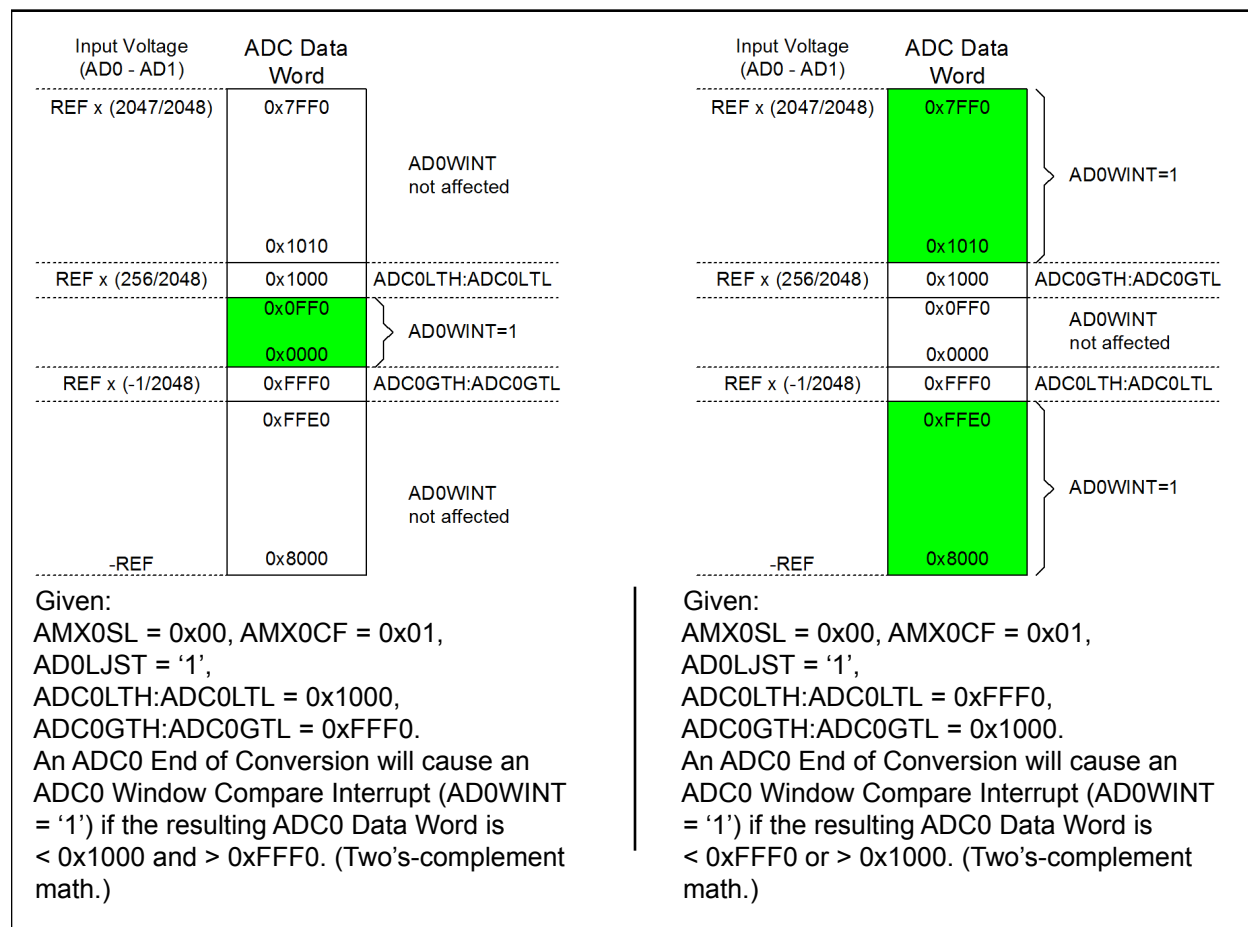 Input Voltage
(AD0 - AD1)
ADC Data
Word
REF x (2047/2048)
0x7FF0
AD0WINT
not affected
0x1010
REF x (256/2048)
0x1000
ADC0LTH:ADC0LTL
0x0FF0
AD0WINT=1
0x0000
REF x (-1/2048)
0xFFF0
ADC0GTH:ADC0GTL
0xFFE0
AD0WINT
not affected
-REF
0x8000
Given:
AMX0SL = 0x00, AMX0CF = 0x01,
AD0LJST = ‘1’,
ADC0LTH:ADC0LTL = 0x1000,
ADC0GTH:ADC0GTL = 0xFFF0.
An ADC0 End of Conversion will cause an
ADC0 Window Compare Interrupt (AD0WINT
= ‘1’) if the resulting ADC0 Data Word is
< 0x1000 and > 0xFFF0. (Two’s-complement
math.)
Input Voltage
(AD0 - AD1)
ADC Data
Word
REF x (2047/2048)
0x7FF0
AD0WINT=1
0x1010
REF x (256/2048)
0x1000
ADC0GTH:ADC0GTL
0x0FF0
AD0WINT
not affected
0x0000
REF x (-1/2048)
0xFFF0
ADC0LTH:ADC0LTL
0xFFE0
AD0WINT=1
-REF
0x8000
Given:
AMX0SL = 0x00, AMX0CF = 0x01,
AD0LJST = ‘1’,
ADC0LTH:ADC0LTL = 0xFFF0,
ADC0GTH:ADC0GTL = 0x1000.
An ADC0 End of Conversion will cause an
ADC0 Window Compare Interrupt (AD0WINT
= ‘1’) if the resulting ADC0 Data Word is
< 0xFFF0 or > 0x1000. (Two’s-complement
math.)